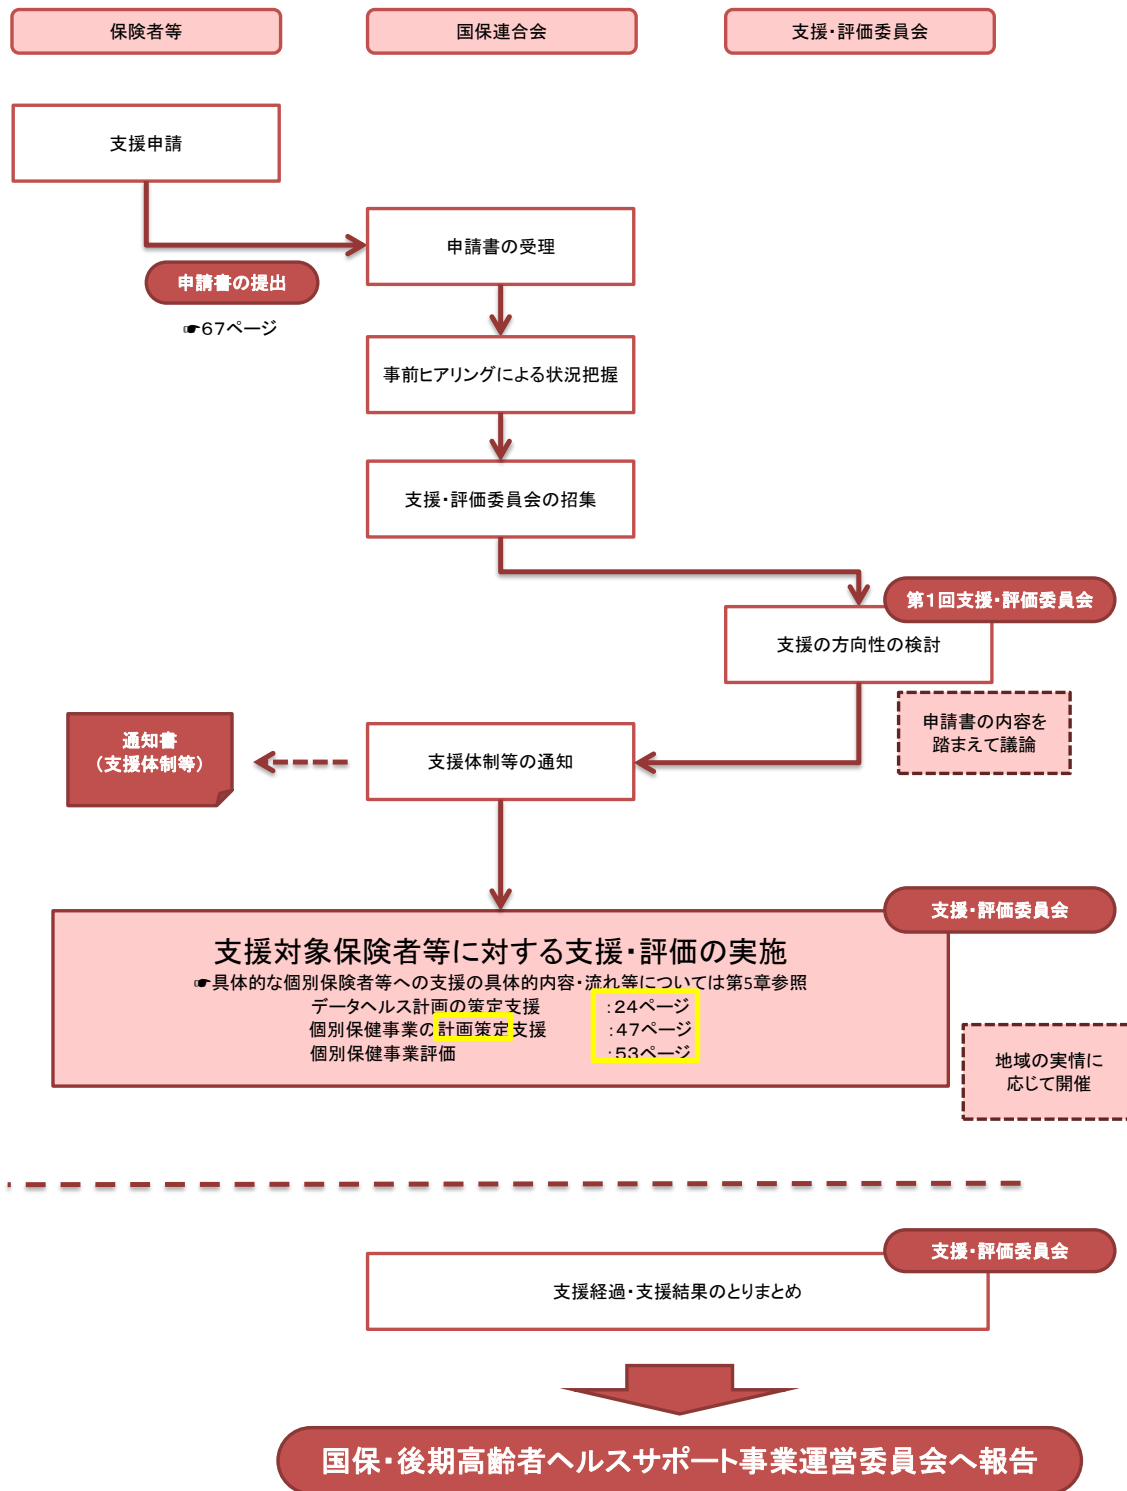 保険者等
国保連合会
支援・評価委員会
支援申請
申請書の受理
申請書の提出
☛67ページ
事前ヒアリングによる状況把握
支援・評価委員会の招集
第1回支援・評価委員会
支援の方向性の検討
申請書の内容を
踏まえて議論
通知書
（支援体制等）
支援体制等の通知
支援・評価委員会
支援対象保険者等に対する支援・評価の実施
☛具体的な個別保険者等への支援の具体的内容・流れ等については第5章参照
データヘルス計画の策定支援 :24ページ
個別保健事業の計画策定支援 :47ページ
個別保健事業評価 :53ページ
地域の実情に
応じて開催
支援・評価委員会
支援経過・支援結果のとりまとめ
国保・後期高齢者ヘルスサポート事業運営委員会へ報告